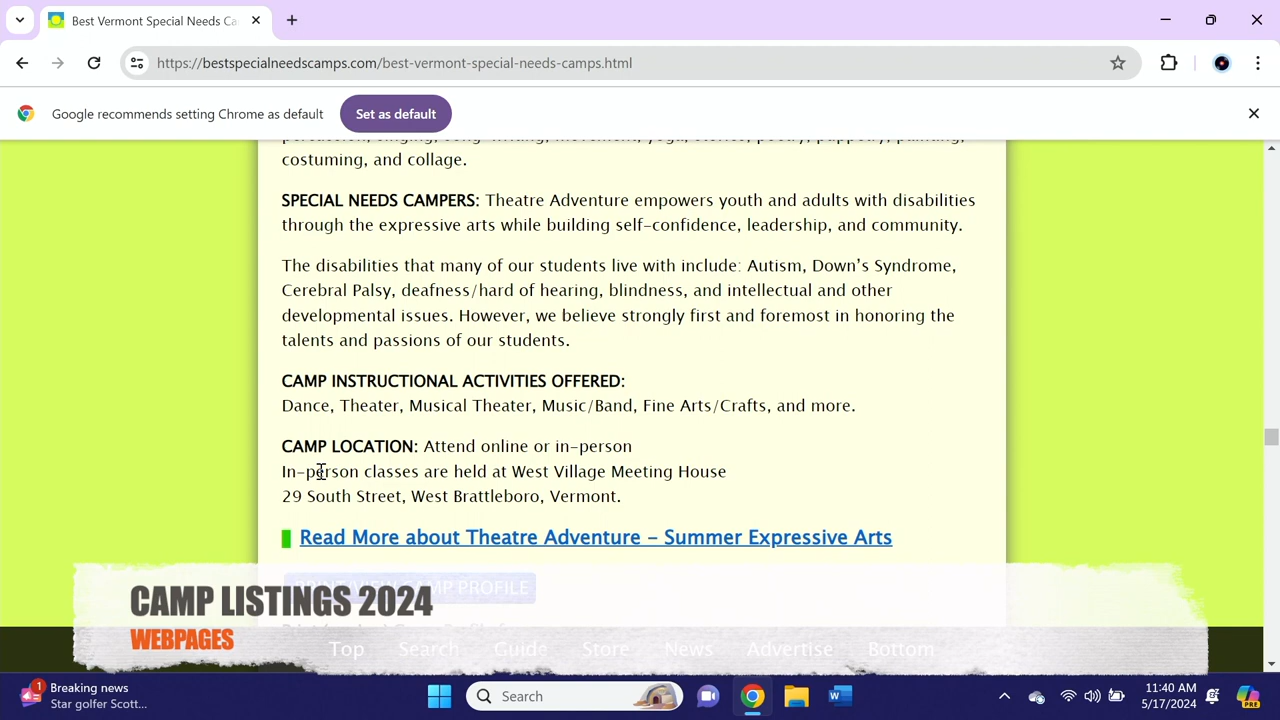 Best Vermont Special Needs Ca
https://bestspecialneedscamps.com/best-vermont-special-needs-camps.html
Google recommends setting Chrome as default
Set as default
costuming, and collage.
SPECIAL NEEDS CAMPERS: Theatre Adventure empowers youth and adults with disabilities
through the expressive arts while building self-confidence, leadership, and community.
The disabilities that many of our students live with include: Autism, Down's Syndrome,
Cerebral Palsy, deafness/hard of hearing, blindness, and intellectual and other
developmental issues. However, we believe strongly first and foremost in honoring the
talents and passions of our students.
CAMP INSTRUCTIONAL ACTIVITIES OFFERED:
Dance, Theater, Musical Theater, Music/Band, Fine Arts/Crafts, and more.
CAMP LOCATION: Attend online or in-person
In-person classes are held at West Village Meeting House
29 South Street, West Brattleboro, Vermont.
Read More about Theatre Adventure - Summer Expressive Arts
PRINT/VIEW CAMP PROFILE
CAMP LISTINGS 2024
WEBPAGES
Top Search Guide Store News Advertise Bottom
1
Breaking news
Star golfer Scott...
Search
PRE
11:40 AM
5/17/2024